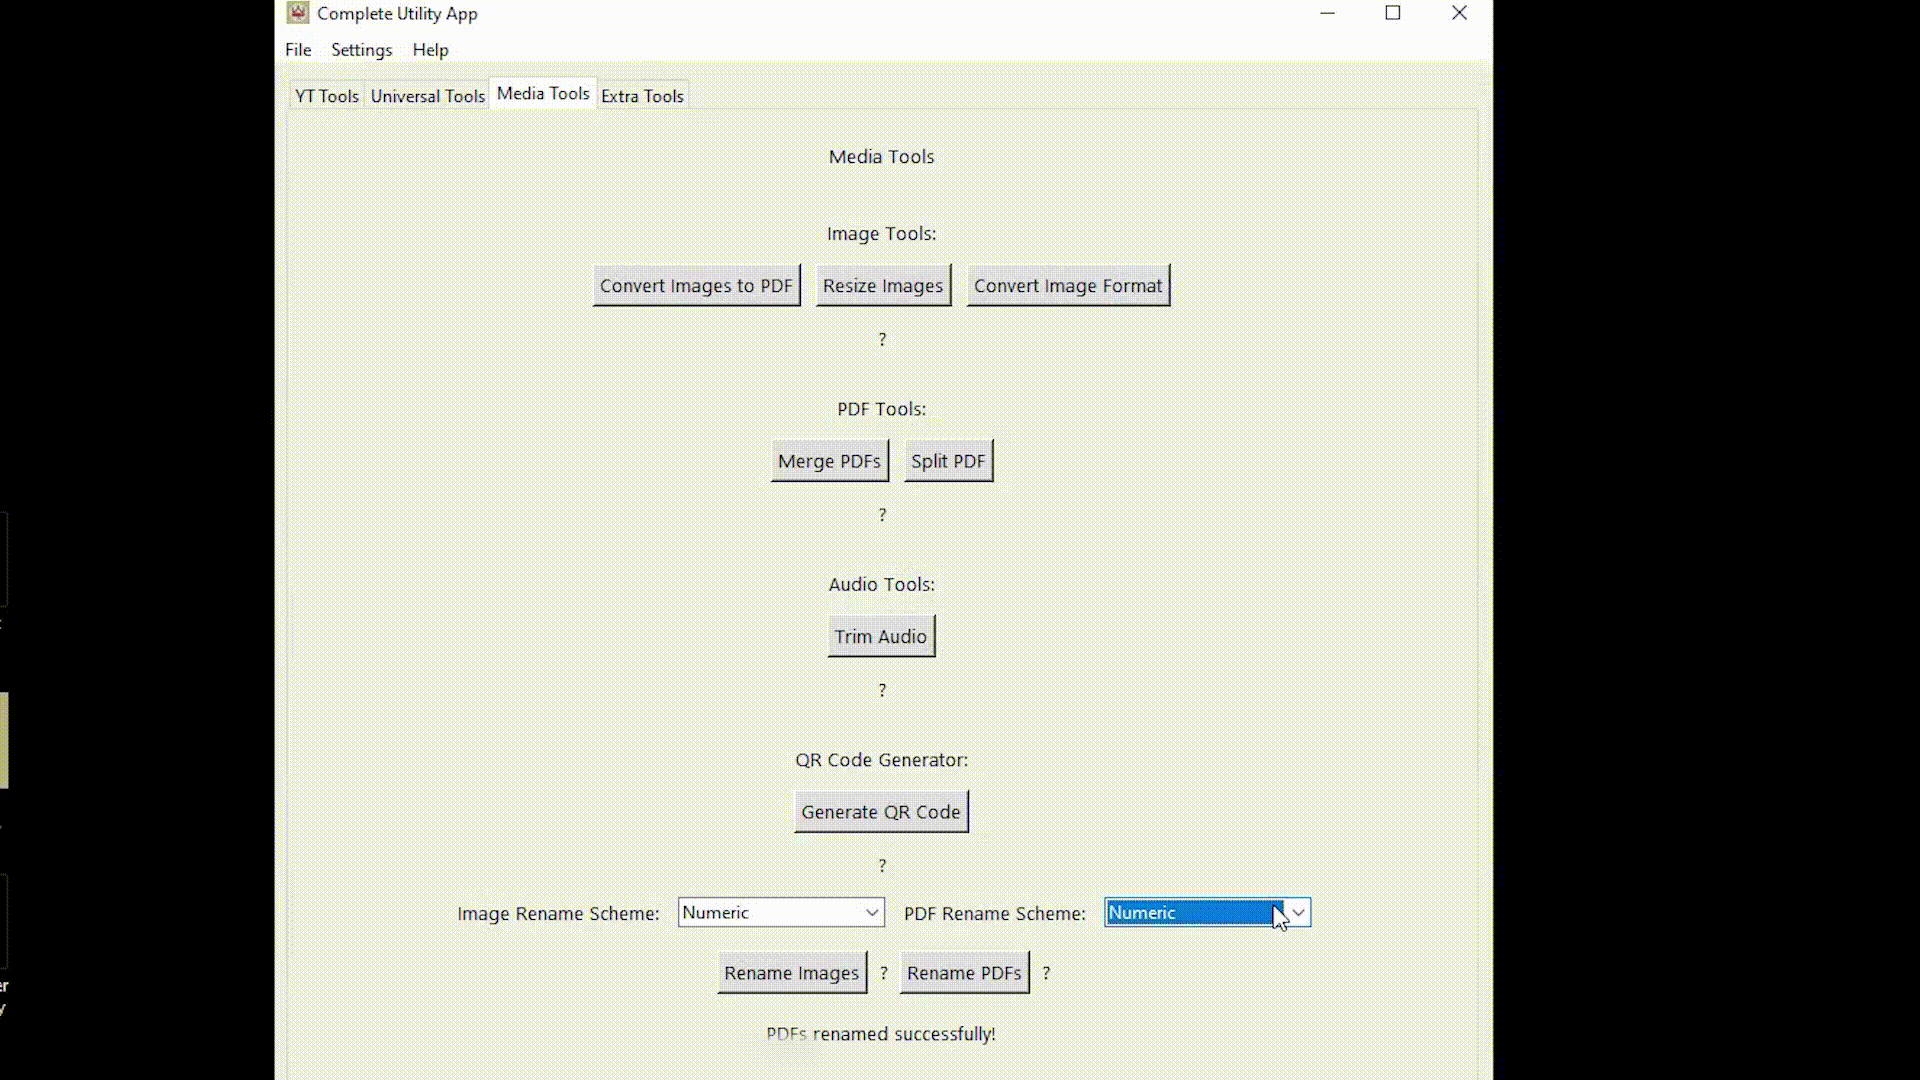 Complete Utility App
File Settings Help
YT Tools Universal Tools Media Tools Extra Tools
Media Tools
Image Tools:
Convert Images to PDF Resize Images Convert Image Format
?
PDF Tools:
Merge PDFs Split PDF
?
Audio Tools:
Trim Audio
?
QR Code Generator:
Generate QR Code
?
Image Rename Scheme: Numeric PDF Rename Scheme: Numeric
Rename Images ? Rename PDFs ?
PDFs renamed successfully!